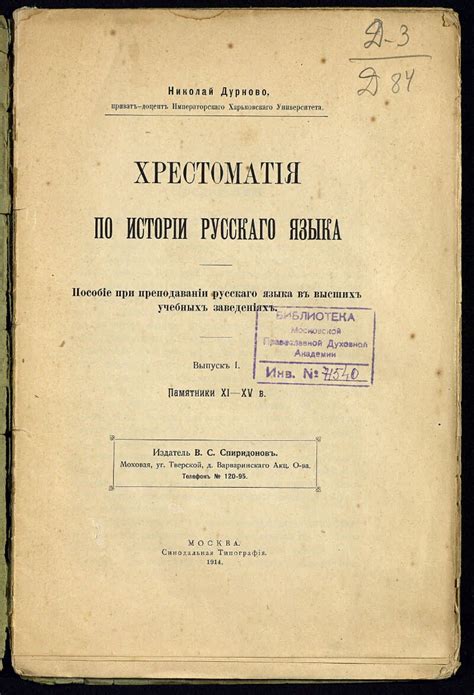 Д-3
Д 84
Николай Дурново,
приватъ-доцентъ Императорскаго Харьковскаго Университета.
ХРЕСТОМАТІЯ
ПО ИСТОРІИ РУССКАГО ЯЗЫКА
Пособіе при преподаваніи русскаго языка въ высшихъ
учебныхъ заведеніяхъ.
БИБЛИОТЕКА
Московской
Православной Духовной
Академии
Инв. № 71540
Выпускъ I.
Памятники XI—XV в.
Издатель В. С. Спиридоновъ.
Моховая, уг. Тверской, д. Варваринскаго Акц. О-ва.
Телефонъ № 120-95.
МОСКВА.
Синодальная Типографія.
1914.